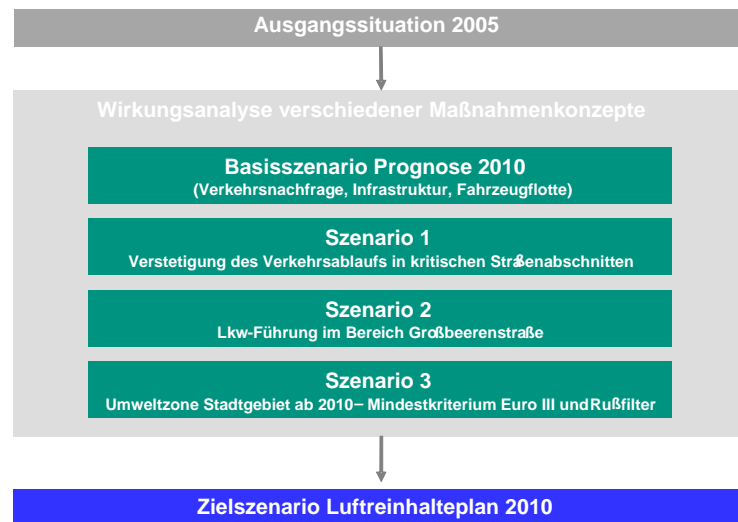 Ausgangssituation 2005
Wirkungsanalyse verschiedener Maßnahmenkonzepte
Basisszenario Prognose 2010
(Verkehrsnachfrage, Infrastruktur, Fahrzeugflotte)
Szenario 1
Verstetigung des Verkehrsablaufs in kritischen Straßenabschnitten
Szenario 2
Lkw-Führung im Bereich Großbeerenstraße
Szenario 3
Umweltzone Stadtgebiet ab 2010– Mindestkriterium Euro III und Rußfilter
Zielszenario Luftreinhalteplan 2010